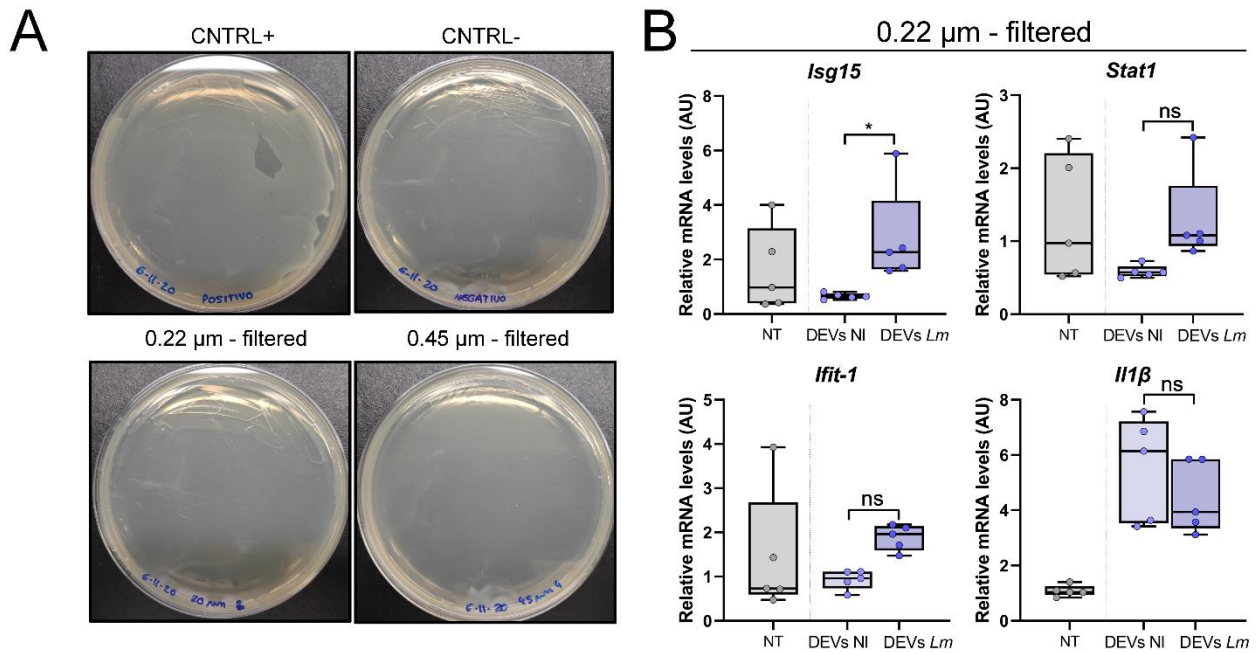 A
CNTRL+
CNTRL-
6-11-20
POSITIVO
6-11-20
NEGATIVO
0.22 µm - filtered
0.45 µm - filtered
6-11-20
20 µm
6-11-20
45 µm
B
0.22 µm - filtered
Isg15
Relative mRNA levels (AU)
8
6
4
2
0
*
NT
DEVs NI
DEVs Lm
Stat1
Relative mRNA levels (AU)
3
2
1
0
ns
NT
DEVs NI
DEVs Lm
Ifit-1
Relative mRNA levels (AU)
5
4
3
2
1
0
ns
NT
DEVs NI
DEVs Lm
Il1β
Relative mRNA levels (AU)
8
6
4
2
0
ns
NT
DEVs NI
DEVs Lm